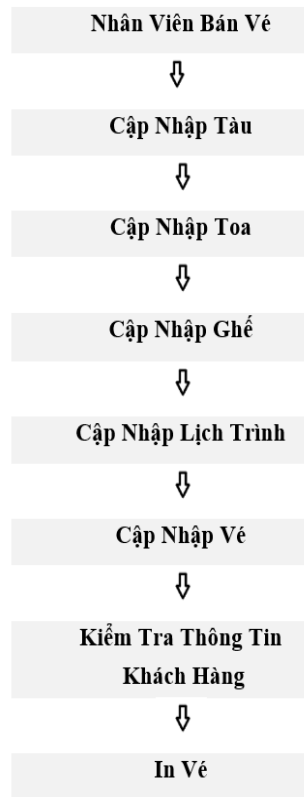 Nhân Viên Bán Vé
Cập Nhập Tàu
Cập Nhập Toa
Cập Nhập Ghế
Cập Nhập Lịch Trình
Cập Nhập Vé
Kiểm Tra Thông Tin
Khách Hàng
In Vé